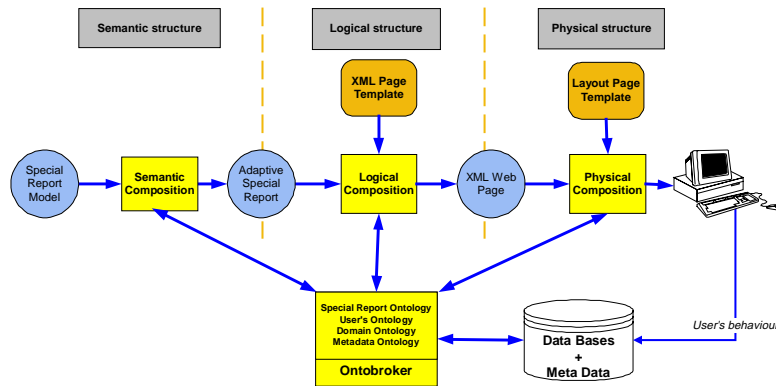 Semantic structure
Logical structure
Physical structure
XML Page
Template
Layout Page
Template
Special
Report
Model
Semantic
Composition
Adaptive
Special
Report
Logical
Composition
XML Web
Page
Physical
Composition
Special Report Ontology
User's Ontology
Domain Ontology
Metadata Ontology
Ontobroker
Data Bases
+
Meta Data
User's behaviour